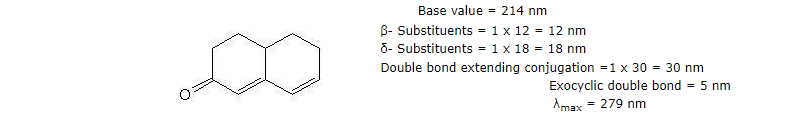 Base value = 214 nm
β- Substituents = 1 x 12 = 12 nm
δ- Substituents = 1 x 18 = 18 nm
Double bond extending conjugation =1 x 30 = 30 nm
Exocyclic double bond = 5 nm
λmax = 279 nm
O